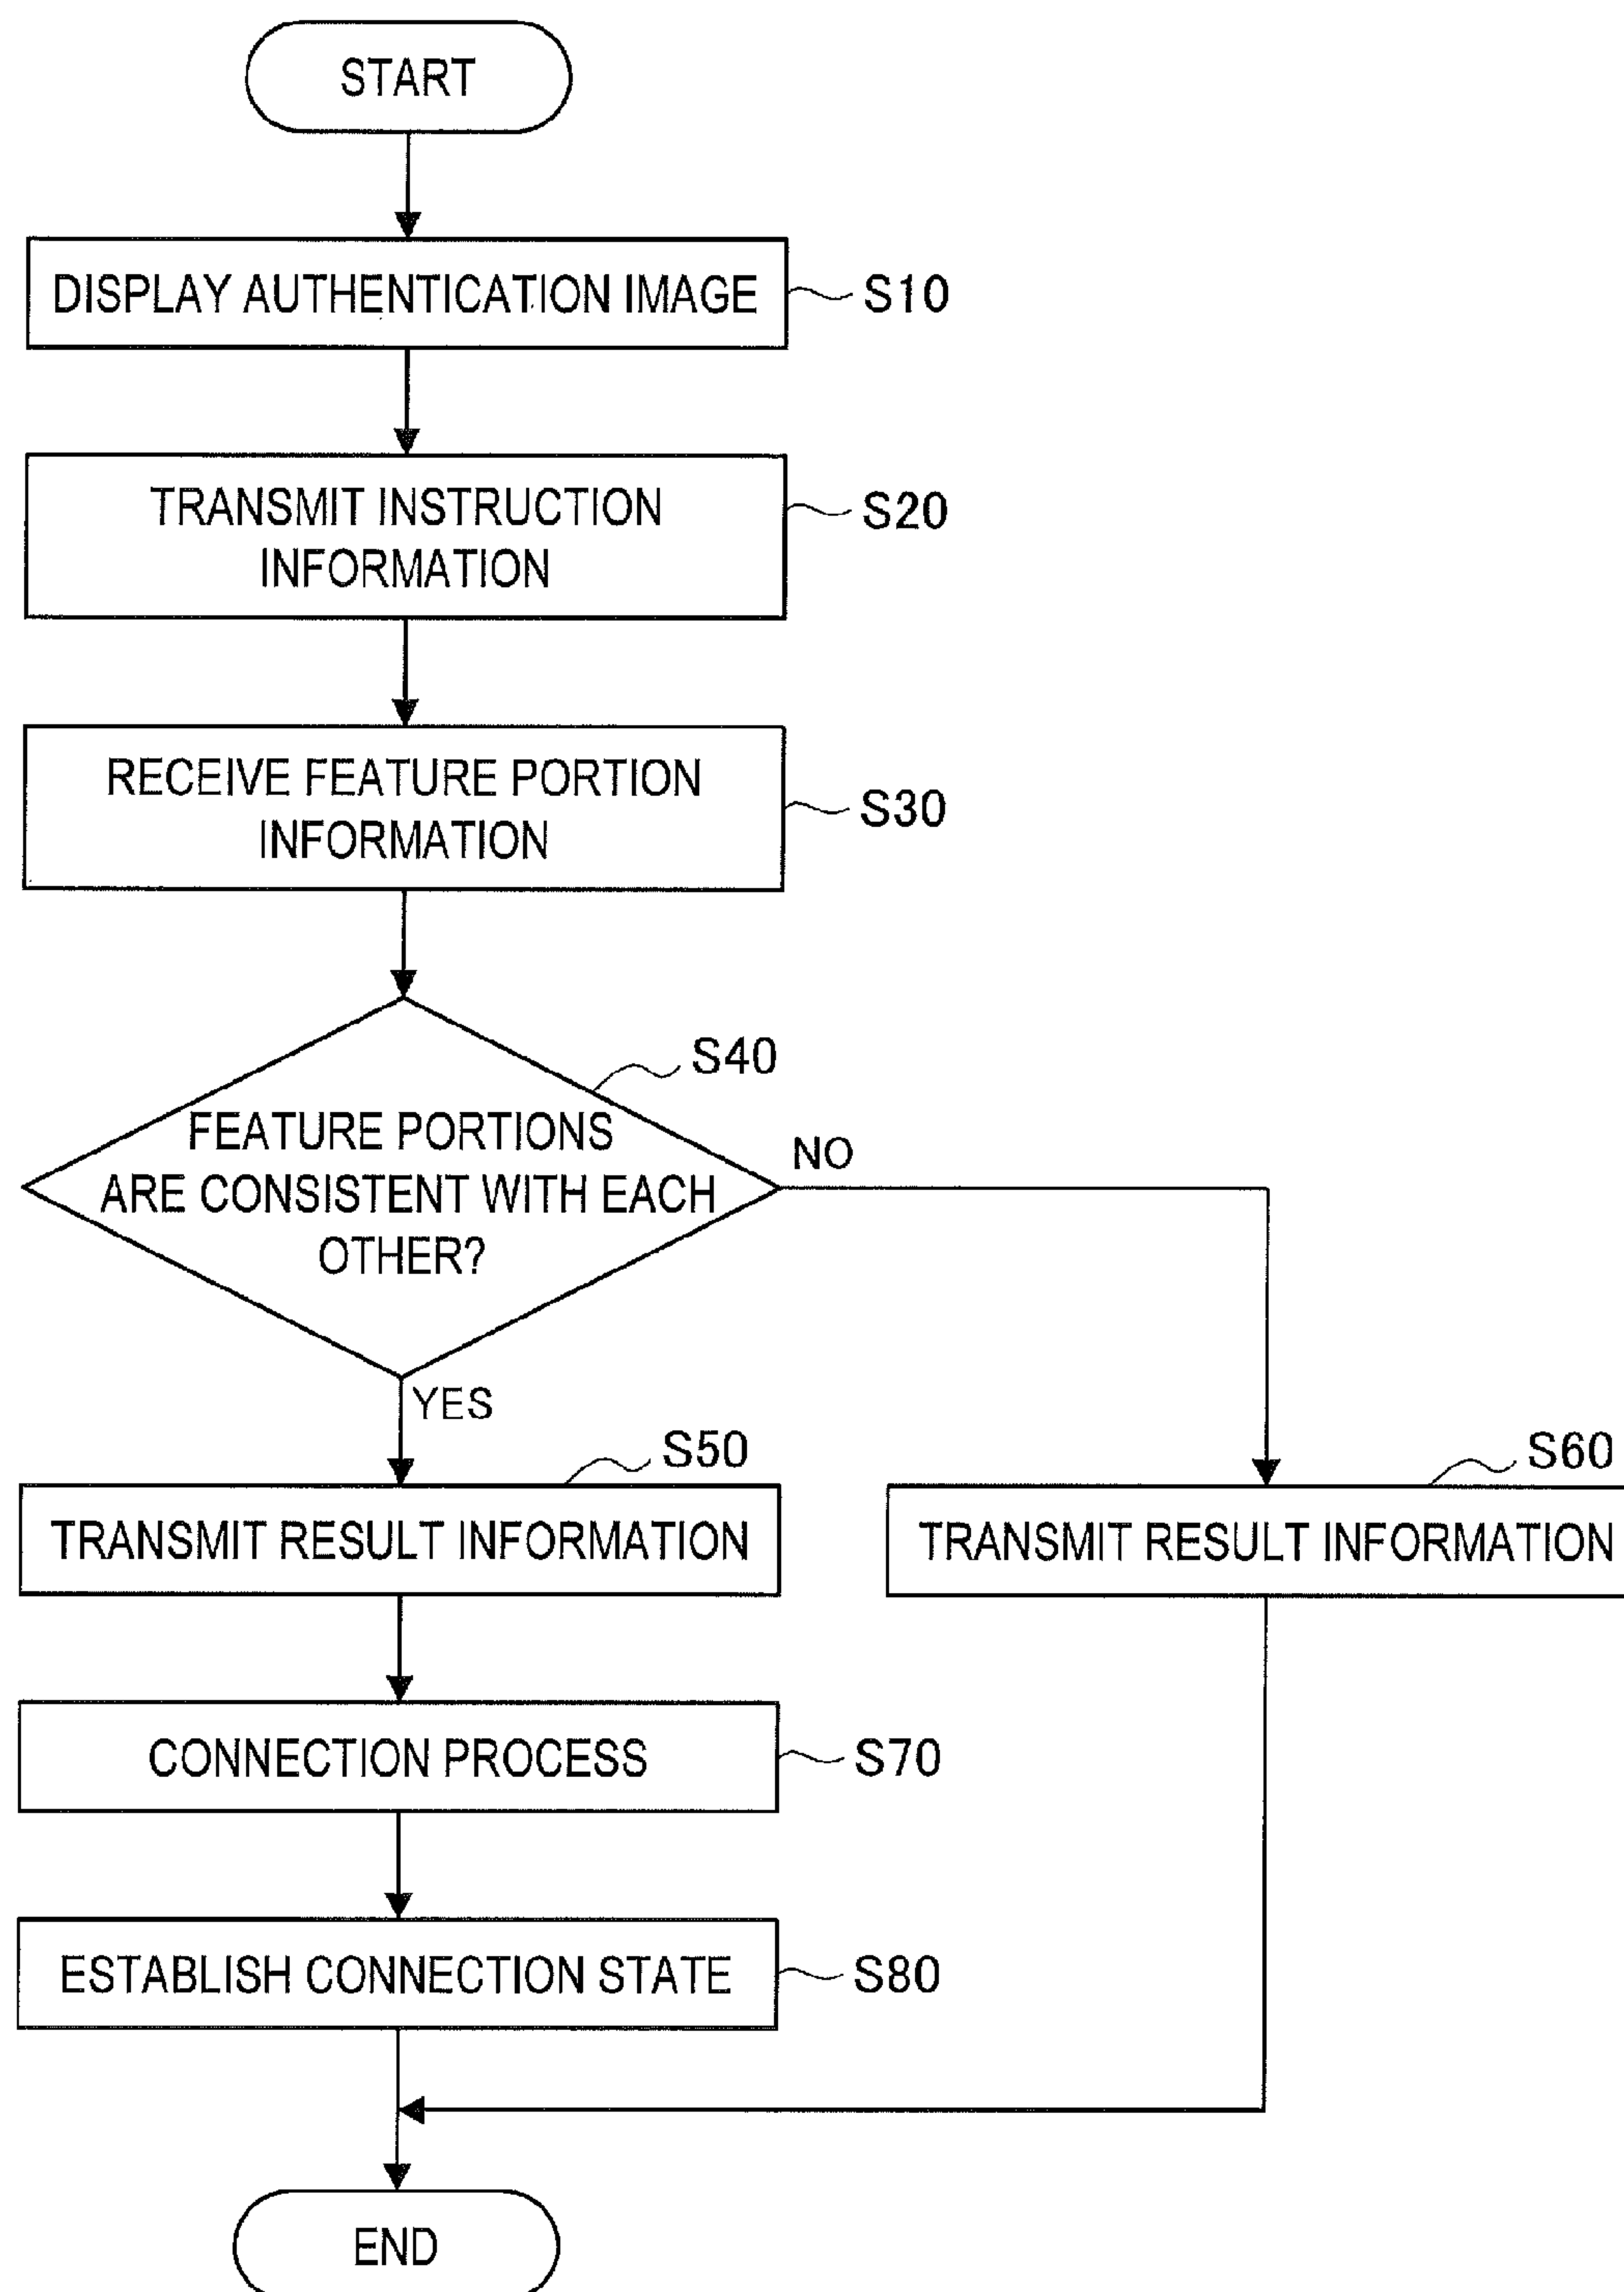 START
DISPLAY AUTHENTICATION IMAGE
S10
TRANSMIT INSTRUCTION
INFORMATION
S20
RECEIVE FEATURE PORTION
INFORMATION
S30
S40
FEATURE PORTIONS
ARE CONSISTENT WITH EACH
OTHER?
NO
YES
S50
TRANSMIT RESULT INFORMATION
S60
TRANSMIT RESULT INFORMATION
CONNECTION PROCESS
S70
ESTABLISH CONNECTION STATE
S80
END